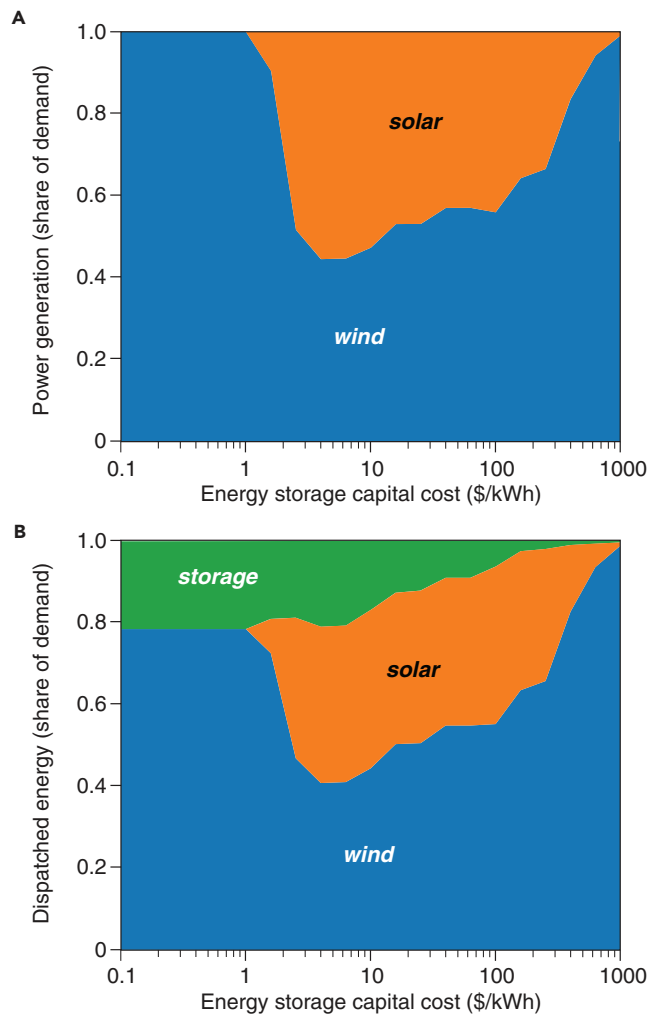 A
Power generation (share of demand)
1.0
0.8
0.6
0.4
0.2
0
solar
wind
0.1 1 10 100 1000
Energy storage capital cost ($/kWh)
B
Dispatched energy (share of demand)
1.0
0.8
0.6
0.4
0.2
0
storage
solar
wind
0.1 1 10 100 1000
Energy storage capital cost ($/kWh)